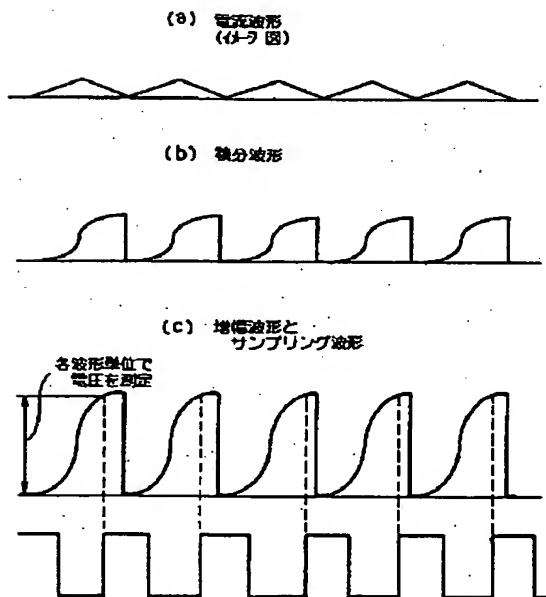 (a) 電流波形
(イメージ図)
(b) 積分波形
(c) 増幅波形と
サンプリング波形
各波形単位で
電圧を測定